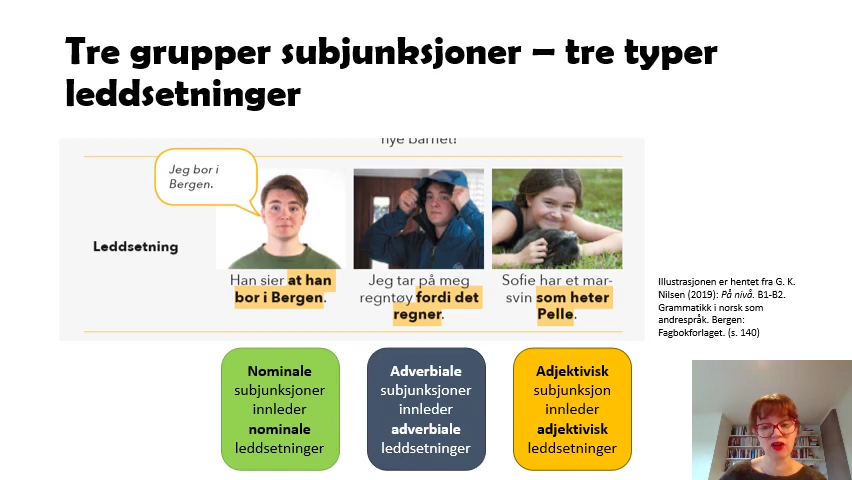 Tre grupper subjunksjoner – tre typer
leddsetninger
nye barnet!
Jeg bor i
Bergen.
Leddsetning
Han sier at han
bor i Bergen.
Jeg tar på meg
regntøy fordi det
regner.
Sofie har et mar-
svin som heter
Pelle.
Illustrasjonen er hentet fra G. K.
Nilsen (2019): På nivå. B1-B2.
Grammatikk i norsk som
andrespråk. Bergen:
Fagbokforlaget. (s. 140)
Nominale
subjunksjoner
innleder
nominale
leddsetninger
Adverbiale
subjunksjoner
innleder
adverbiale
leddsetninger
Adjektivisk
subjunksjon
innleder
adjektivisk
leddsetninger